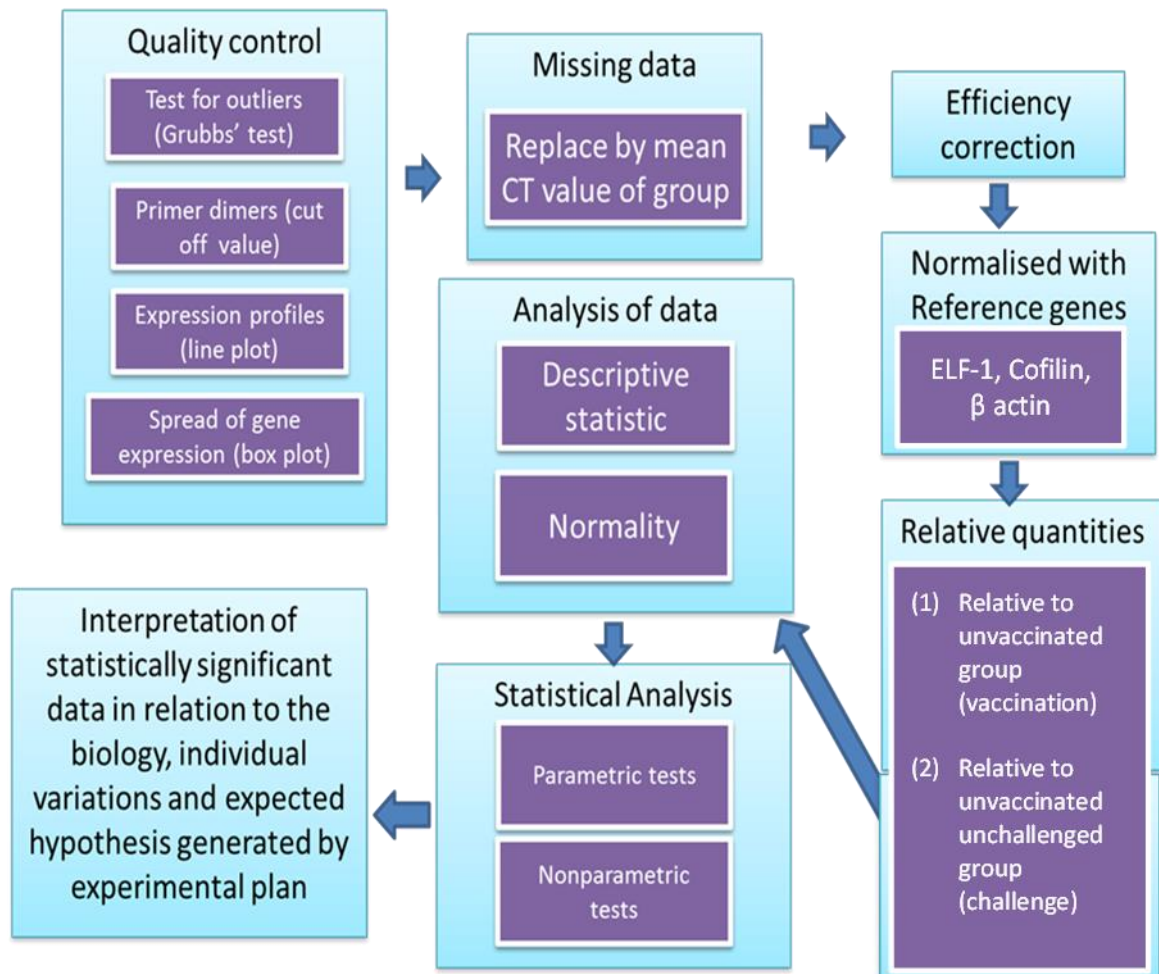 Quality control
Test for outliers
(Grubbs' test)
Primer dimers (cut
off value)
Expression profiles
(line plot)
Spread of gene
expression (box plot)
Missing data
Replace by mean
CT value of group
Efficiency
correction
Normalised with
Reference genes
ELF-1, Cofilin,
β actin
Relative quantities
(1) Relative to
unvaccinated
group
(vaccination)
(2) Relative to
unvaccinated
unchallenged
group
(challenge)
Analysis of data
Descriptive
statistic
Normality
Statistical Analysis
Parametric tests
Nonparametric
tests
Interpretation of
statistically significant
data in relation to the
biology, individual
variations and expected
hypothesis generated by
experimental plan